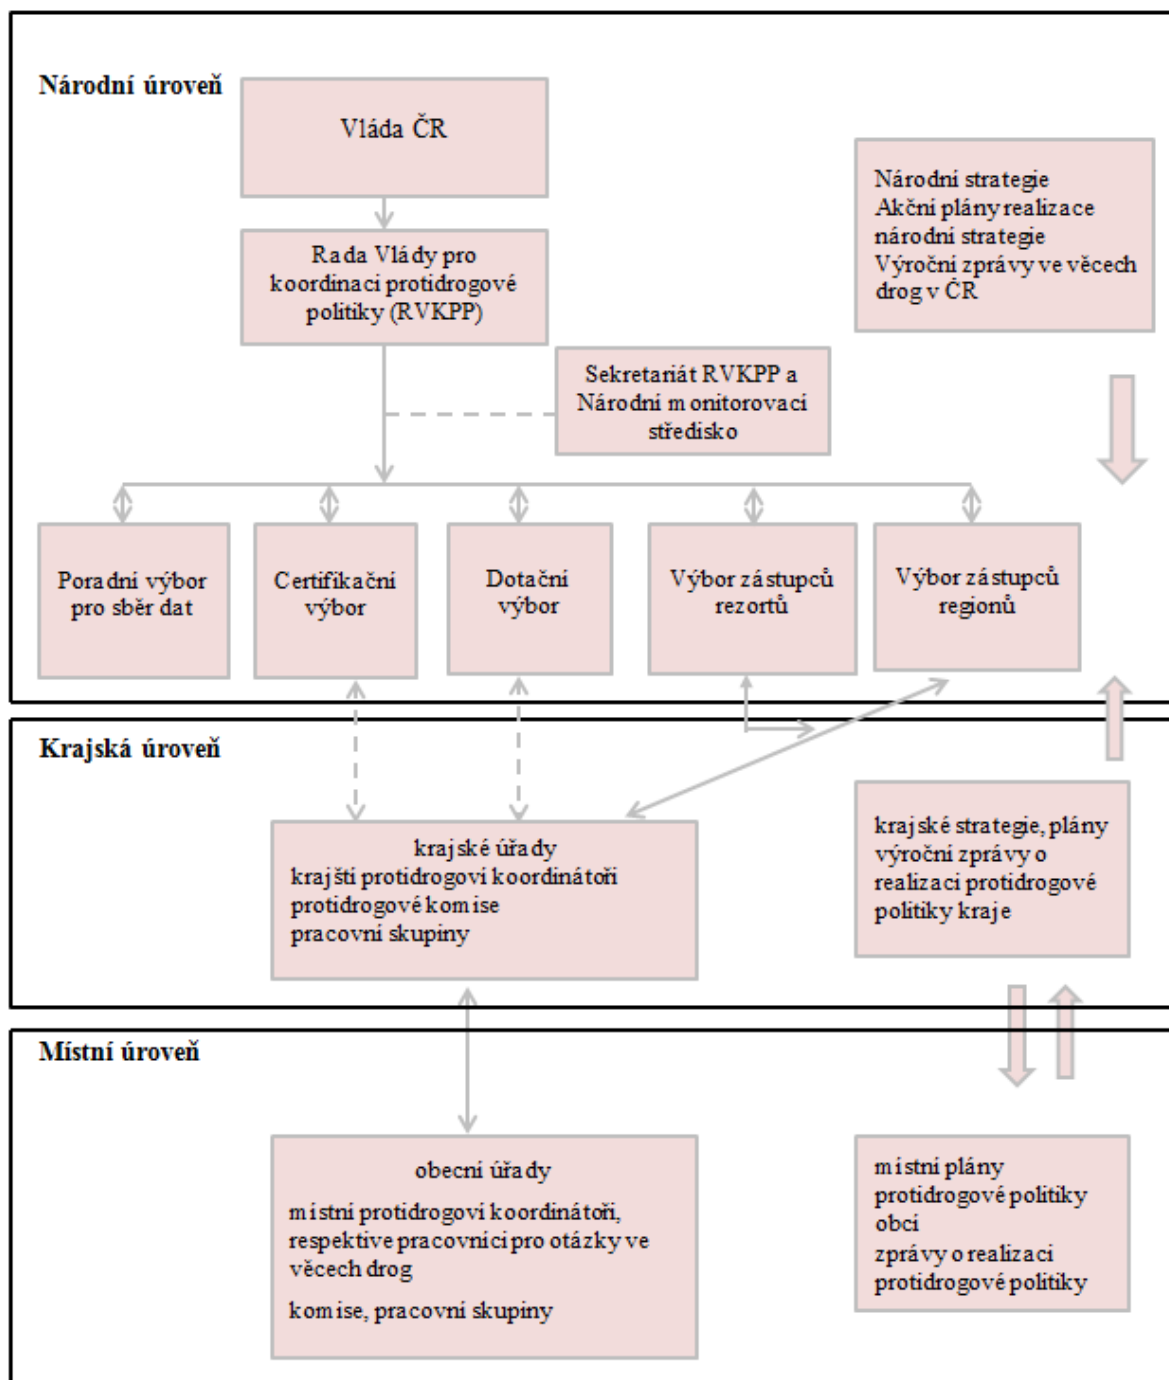 Národní úroveň
Vláda ČR
Národní strategie
Akční plány realizace
národní strategie
Výroční zprávy ve věcech
drog v ČR
Rada Vlády pro
koordinaci protidrogové
politiky (RVKPP)
Sekretariát RVKPP a
Národní monitorovací
středisko
Poradní výbor
pro sběr dat
Certifikační
výbor
Dotační
výbor
Výbor zástupců
rezortů
Výbor zástupců
regionů
Krajská úroveň
krajské úřady
krajští protidrogoví koordinátoři
protidrogové komise
pracovní skupiny
krajské strategie, plány
výroční zprávy o
realizaci protidrogové
politiky kraje
Místní úroveň
obecní úřady
místní protidrogoví koordinátoři,
respektive pracovníci pro otázky ve
věcech drog
komise, pracovní skupiny
místní plány
protidrogové politiky
obcí
zprávy o realizaci
protidrogové politiky